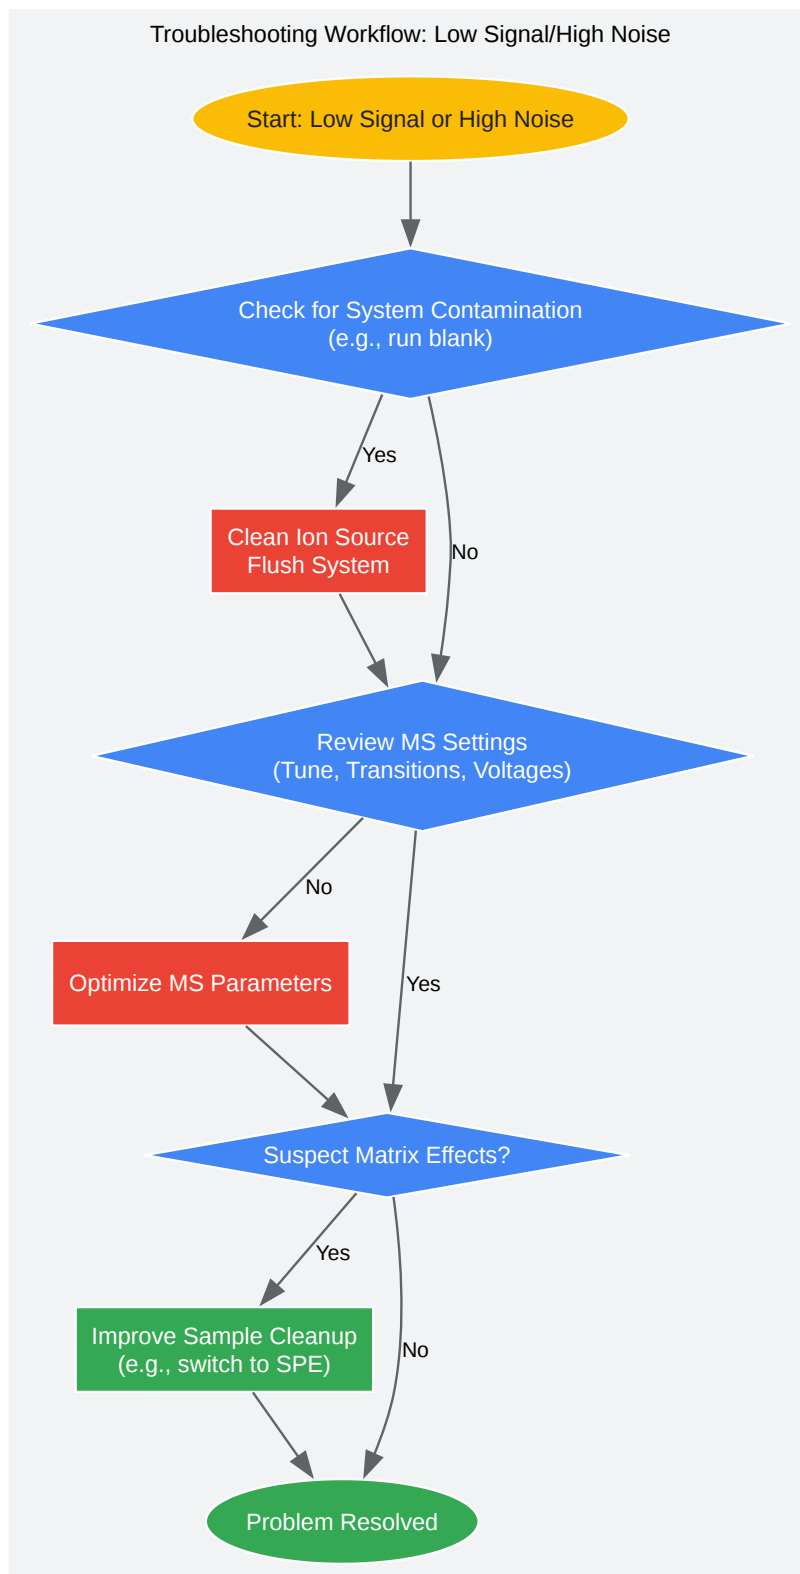 Troubleshooting Workflow: Low Signal/High Noise
Start: Low Signal or High Noise
Check for System Contamination
(e.g., run blank)
Yes
Clean Ion Source
Flush System
No
Review MS Settings
(Tune, Transitions, Voltages)
No
Optimize MS Parameters
Yes
Suspect Matrix Effects?
Yes
Improve Sample Cleanup
(e.g., switch to SPE)
No
Problem Resolved